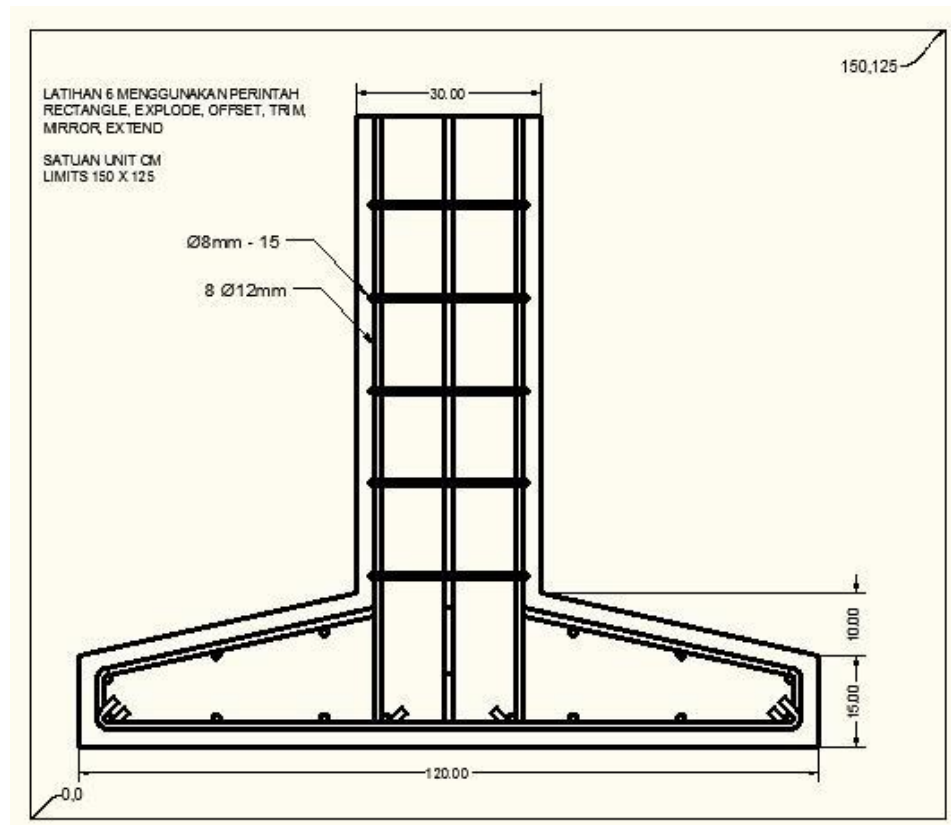 150,125
30.00
LATIHAN 6 MENGGUNAKAN PERINTAH
RECTANGLE, EXPLODE, OFFSET, TRIM,
MIRROR, EXTEND
SATUAN UNIT CM
LIMITS 150 X 125
Ø8mm - 15
8 Ø12mm
10.00
15.00
120.00
0,0